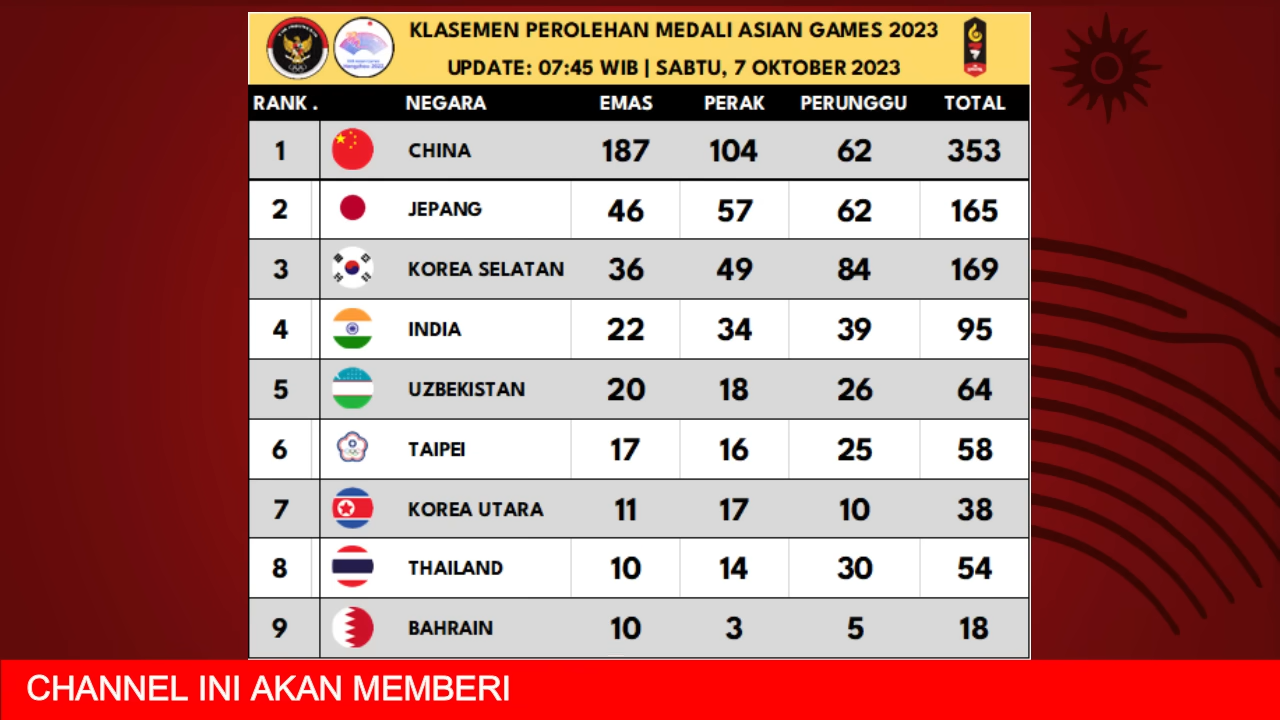 KLASEMEN PEROLEHAN MEDALI ASIAN GAMES 2023
UPDATE: 07:45 WIB | SABTU, 7 OKTOBER 2023
RANK . NEGARA EMAS PERAK PERUNGGU TOTAL
1 CHINA 187 104 62 353
2 JEPANG 46 57 62 165
3 KOREA SELATAN 36 49 84 169
4 INDIA 22 34 39 95
5 UZBEKISTAN 20 18 26 64
6 TAIPEI 17 16 25 58
7 KOREA UTARA 11 17 10 38
8 THAILAND 10 14 30 54
9 BAHRAIN 10 3 5 18
CHANNEL INI AKAN MEMBERI